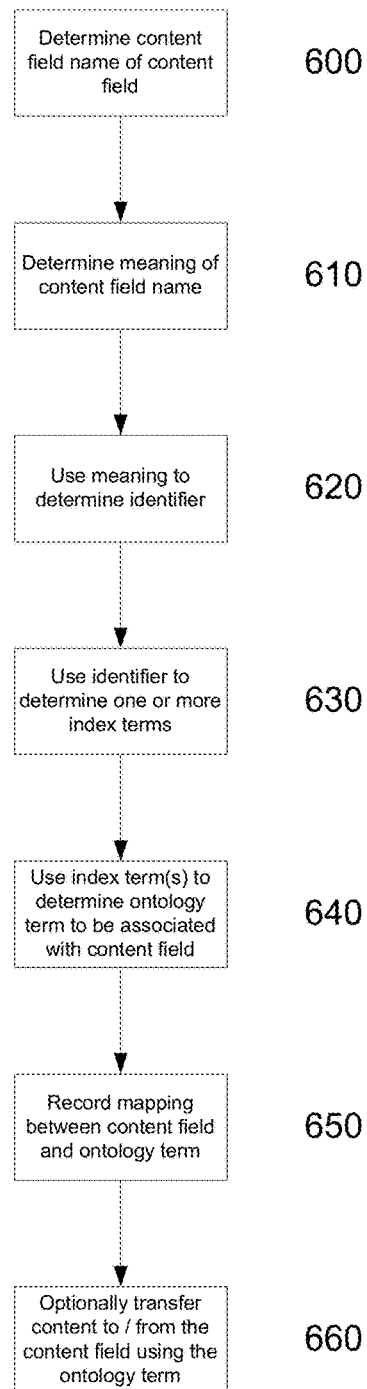 Determine content
field name of content
field
600
Determine meaning of
content field name
610
Use meaning to
determine identifier
620
Use identifier to
determine one or more
index terms
630
Use index term(s) to
determine ontology
term to be associated
with content field
640
Record mapping
between content field
and ontology term
650
Optionally transfer
content to / from the
content field using the
ontology term
660